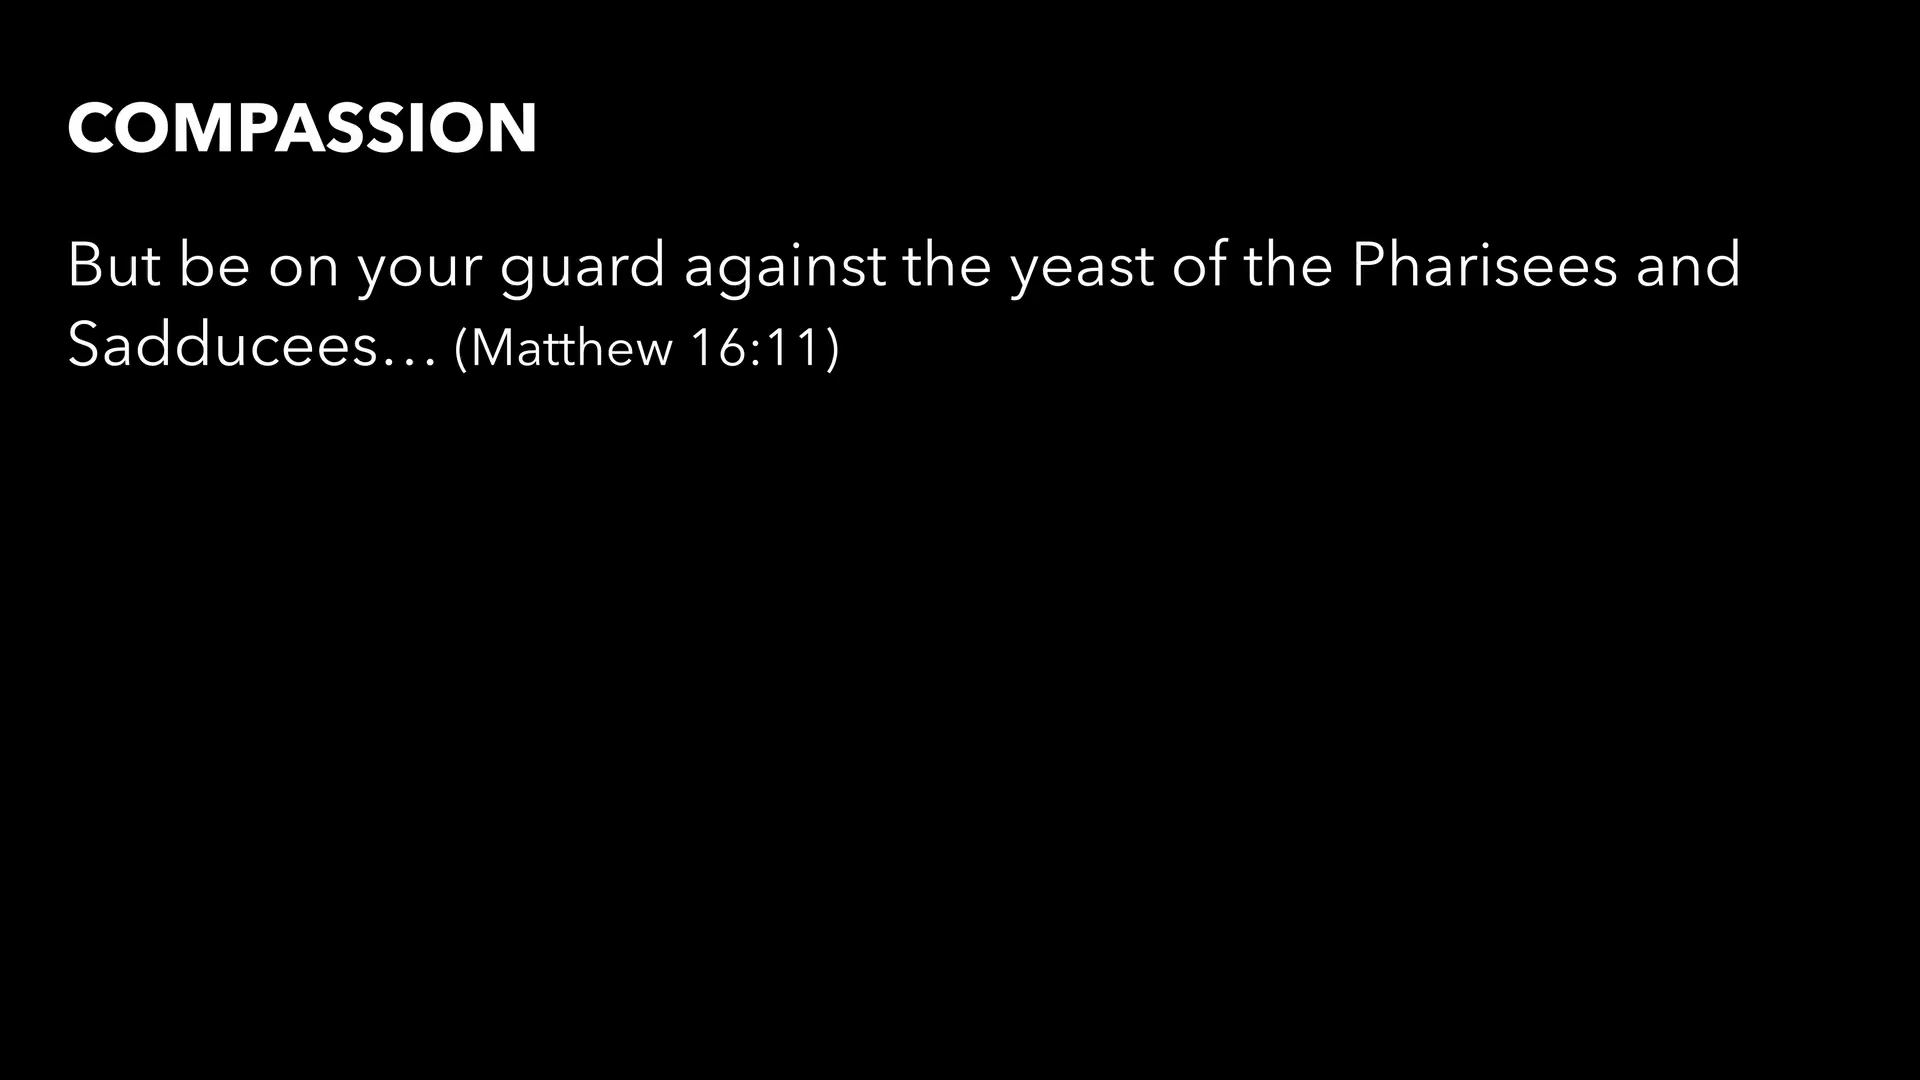 COMPASSION
But be on your guard against the yeast of the Pharisees and
Sadducees… (Matthew 16:11)